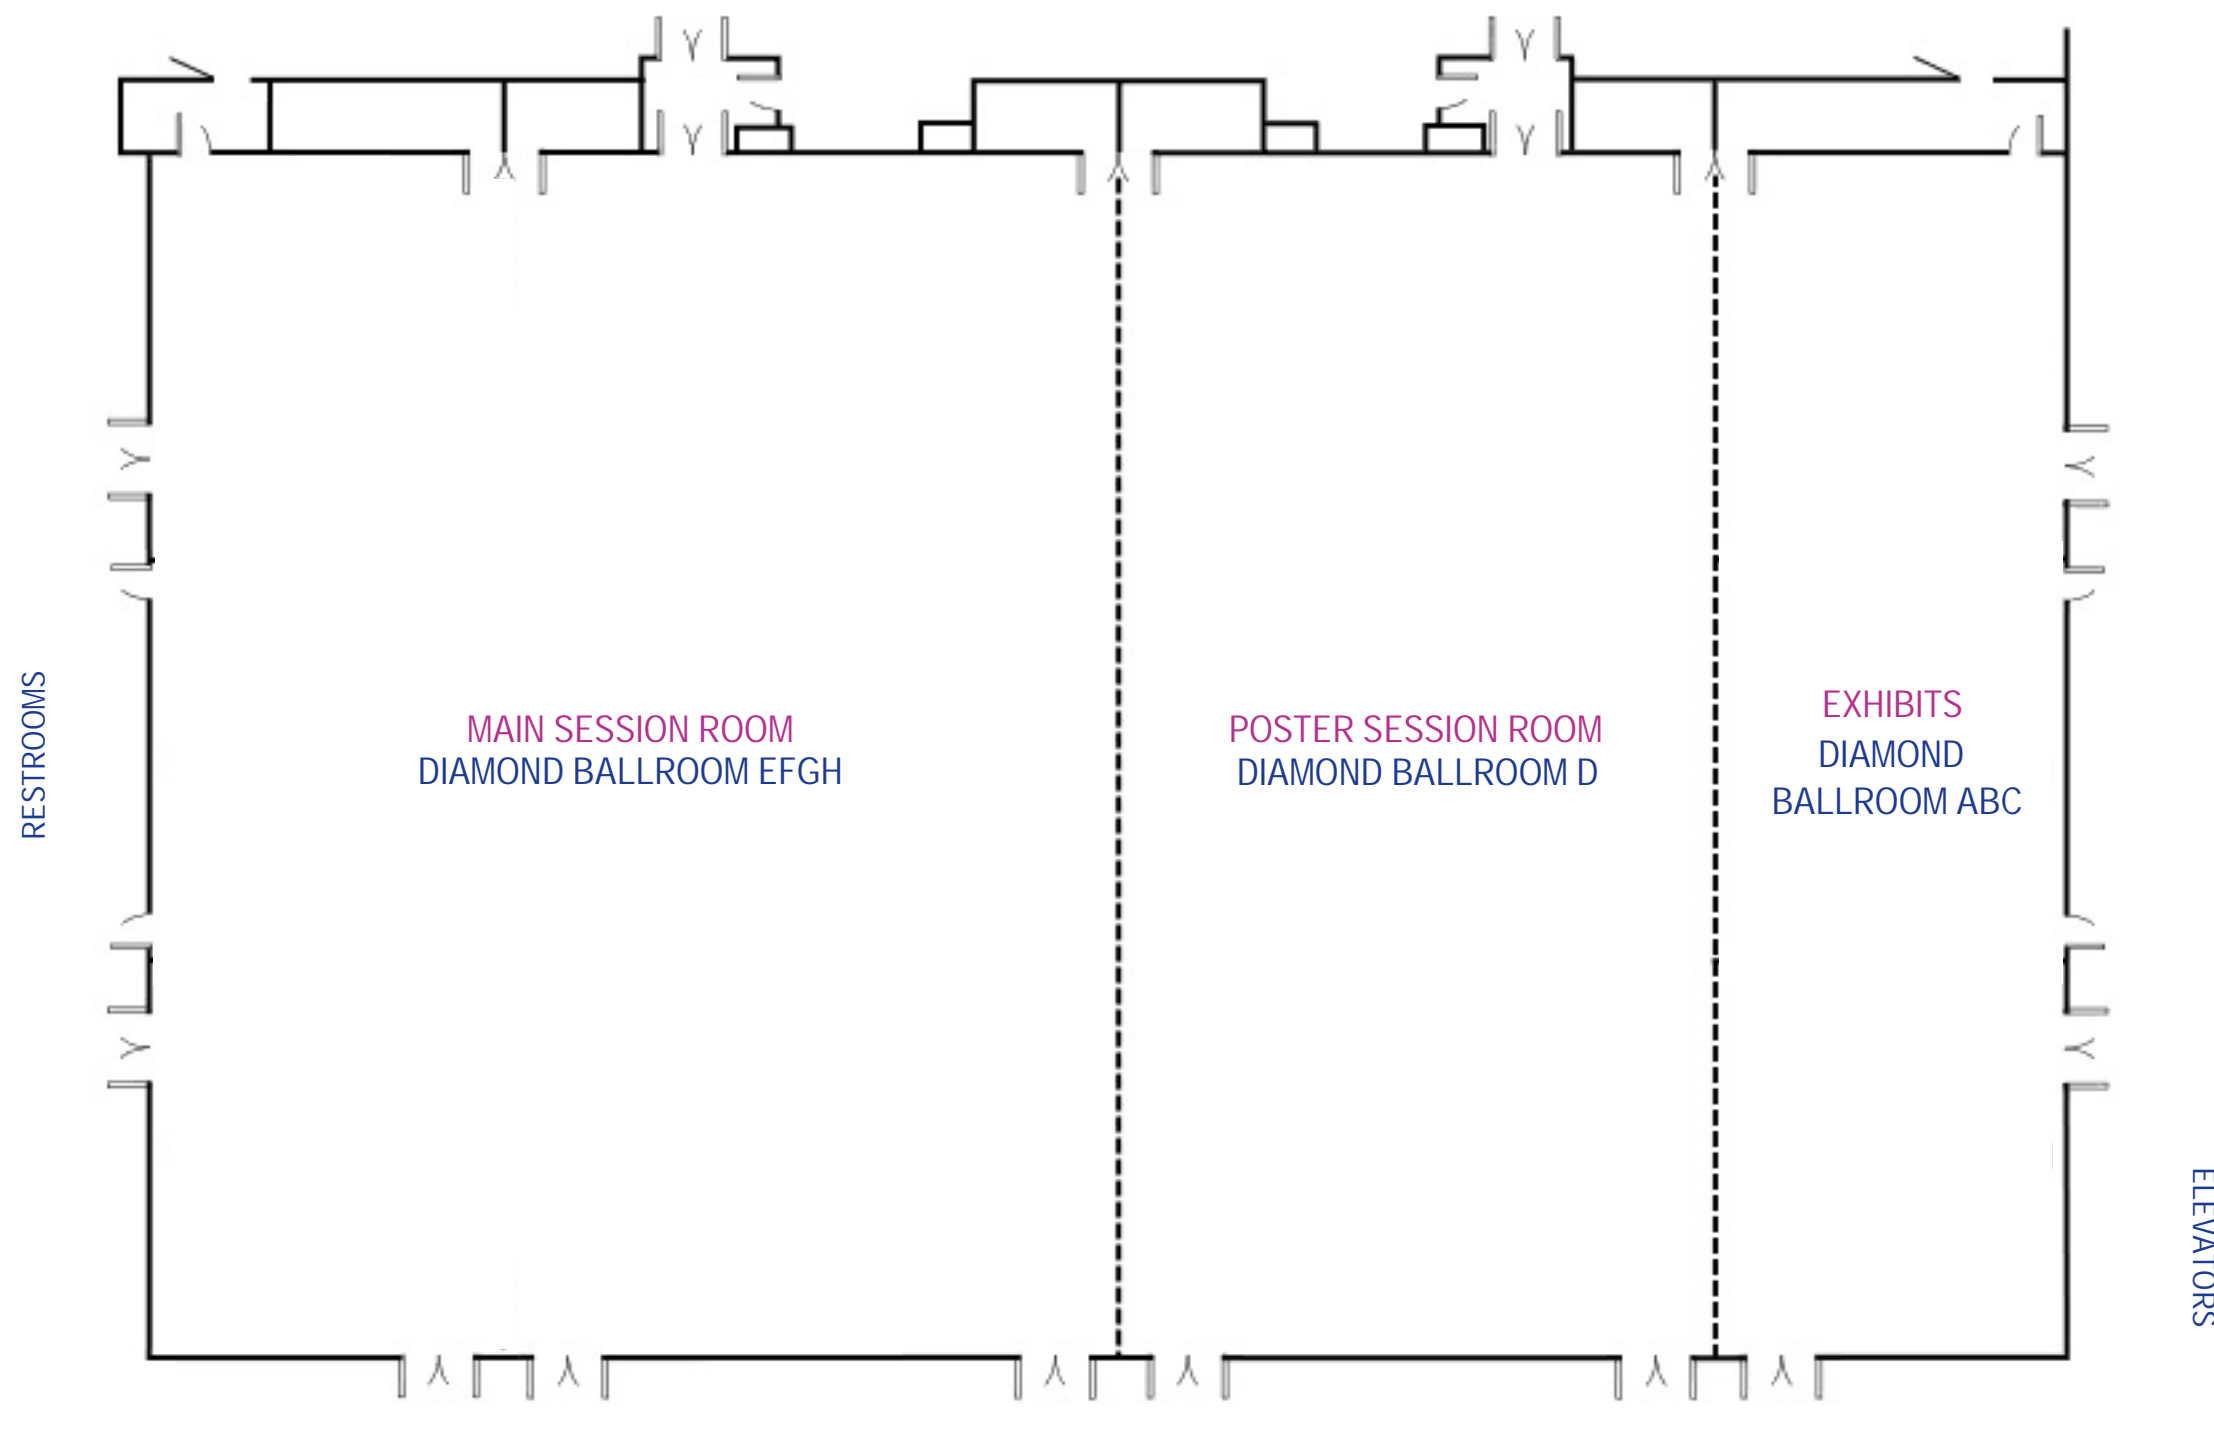 RESTROOMS
MAIN SESSION ROOM
DIAMOND BALLROOM EFGH
POSTER SESSION ROOM
DIAMOND BALLROOM D
EXHIBITS
DIAMOND
BALLROOM ABC
ELEVATORS